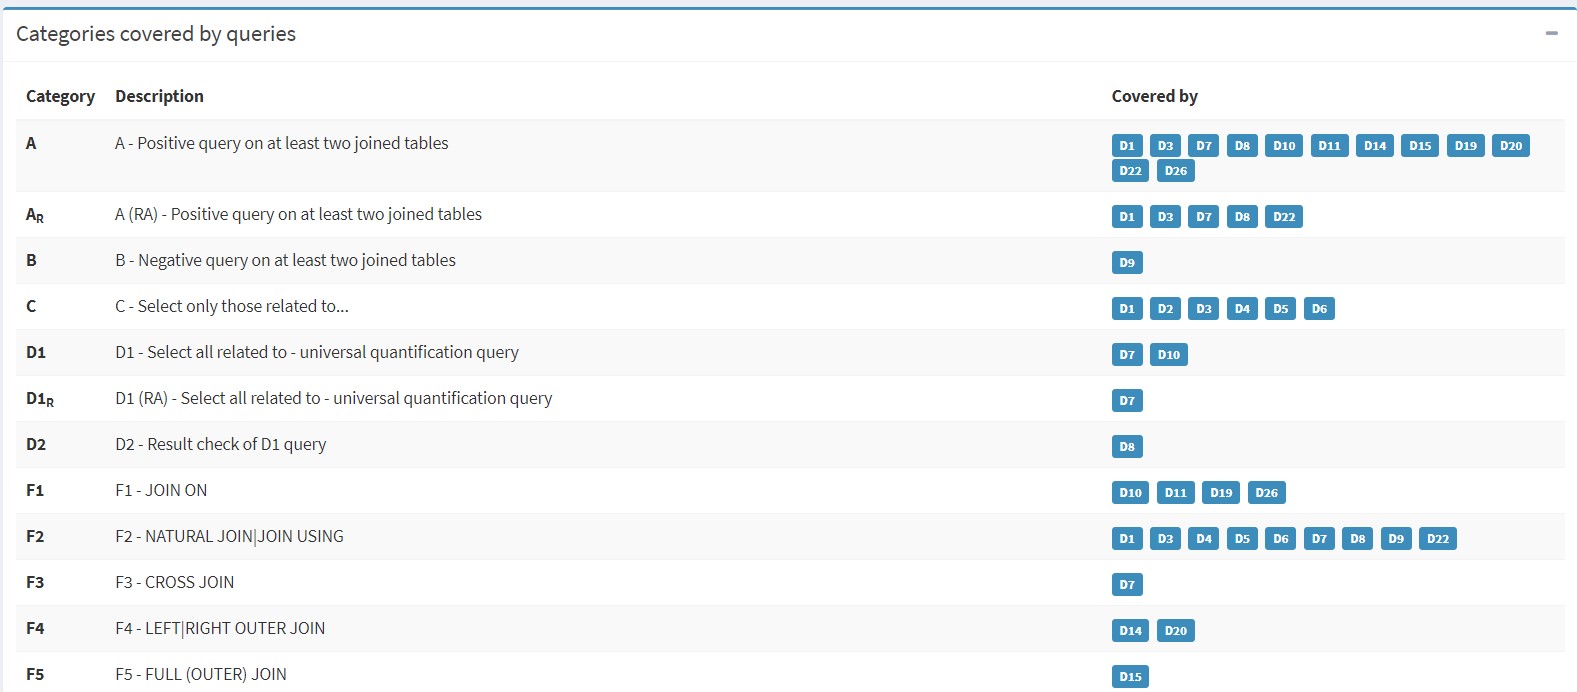 Categories covered by queries
Category Description Covered by
A A - Positive query on at least two joined tables D1 D3 D7 D8 D10 D11 D14 D15 D19 D20
D22 D26
AR A (RA) - Positive query on at least two joined tables D1 D3 D7 D8 D22
B B - Negative query on at least two joined tables D9
C C - Select only those related to... D1 D2 D3 D4 D5 D6
D1 D1 - Select all related to - universal quantification query D7 D10
D1R D1 (RA) - Select all related to - universal quantification query D7
D2 D2 - Result check of D1 query D8
F1 F1 - JOIN ON D10 D11 D19 D26
F2 F2 - NATURAL JOIN|JOIN USING D1 D3 D4 D5 D6 D7 D8 D9 D22
F3 F3 - CROSS JOIN D7
F4 F4 - LEFT|RIGHT OUTER JOIN D14 D20
F5 F5 - FULL (OUTER) JOIN D15